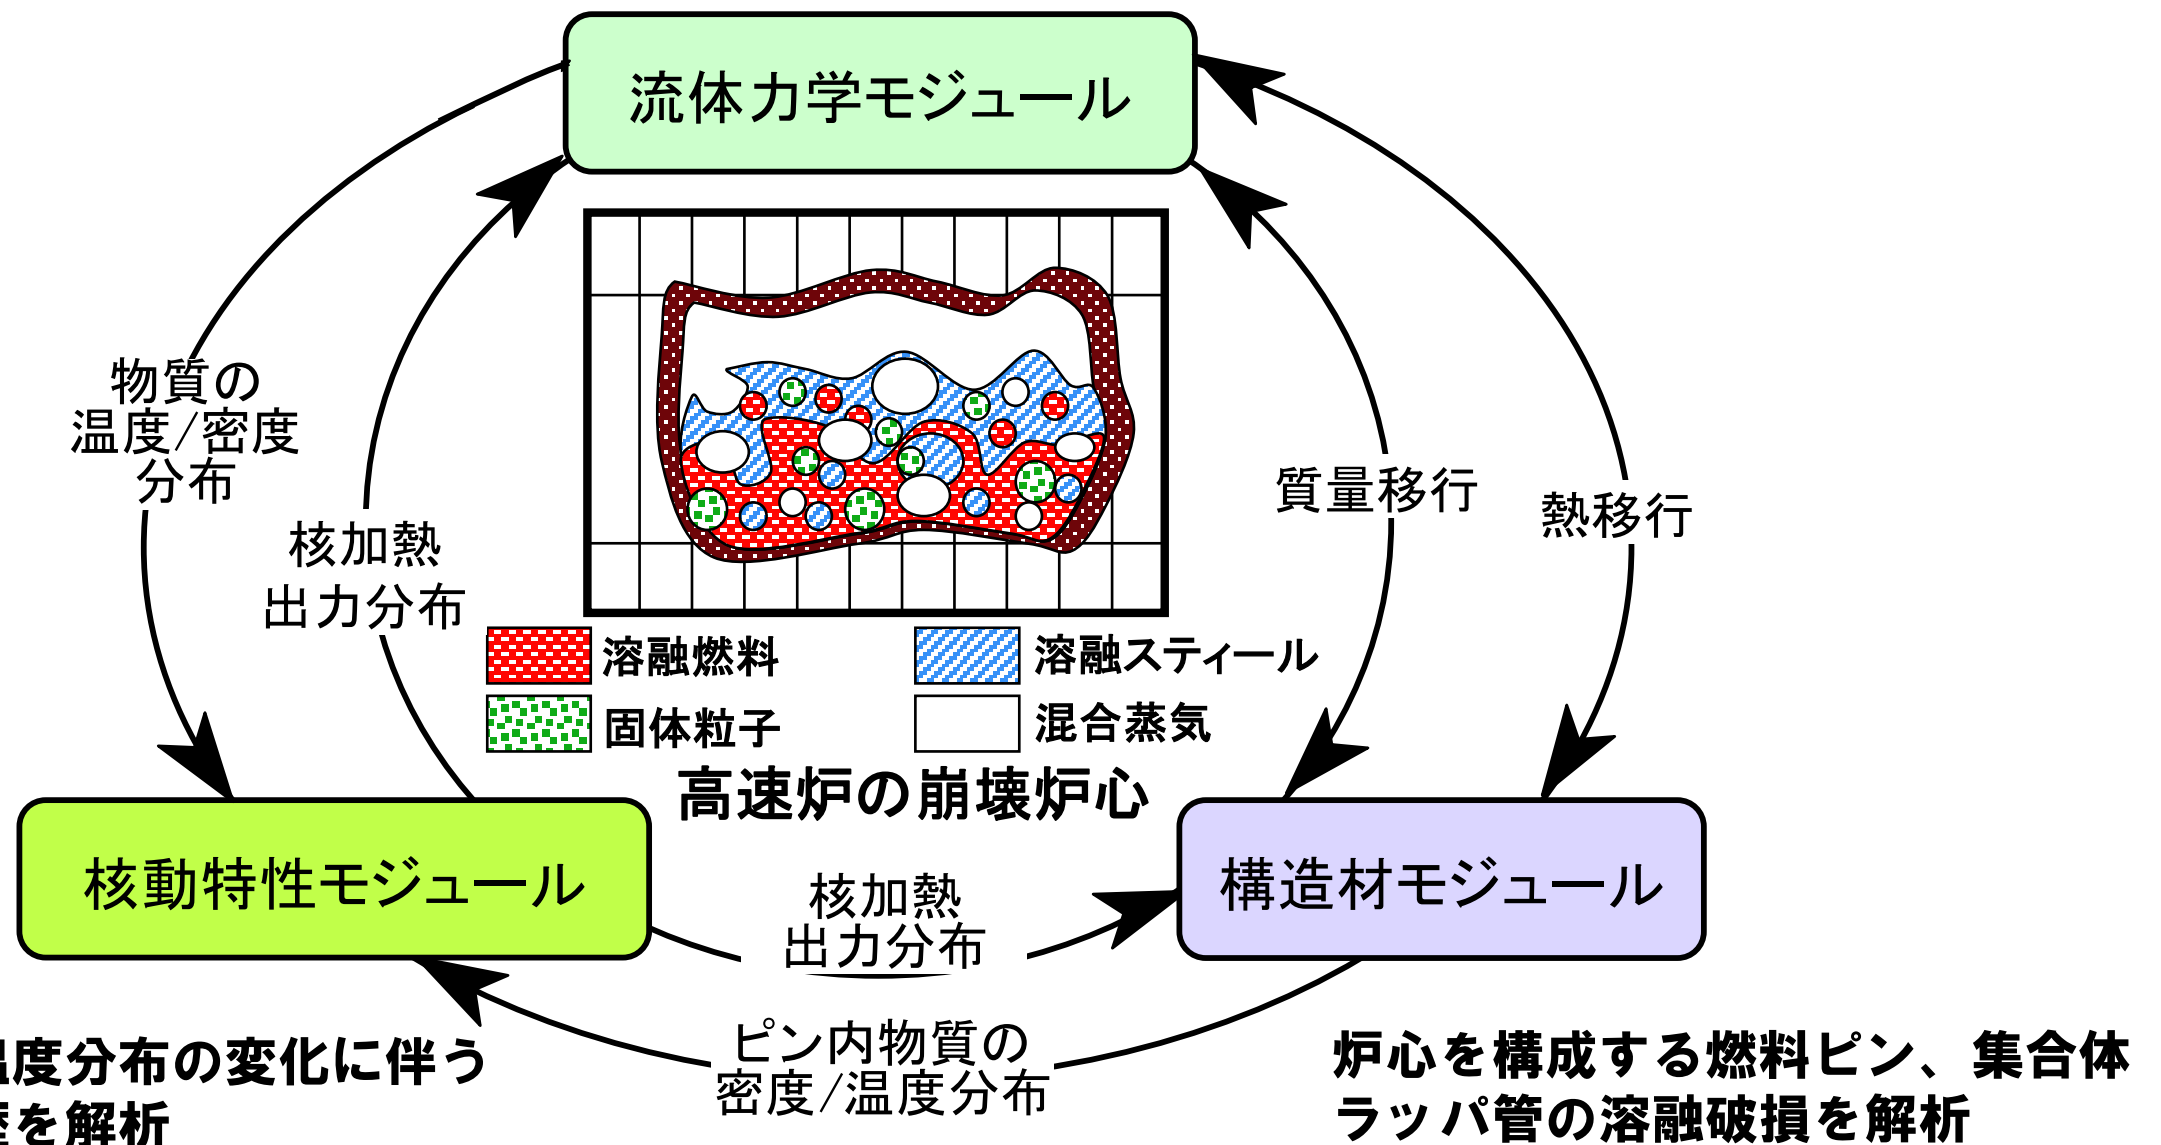 流体力学モジュール
物質の
温度/密度
分布
核加熱
出力分布
質量移行
熱移行
溶融燃料
溶融スティール
固体粒子
混合蒸気
高速炉の崩壊炉心
核動特性モジュール
構造材モジュール
核加熱
出力分布
ピン内物質の
密度/温度分布
温度分布の変化に伴う
を解析
炉心を構成する燃料ピン、集合体
ラッパ管の溶融破損を解析